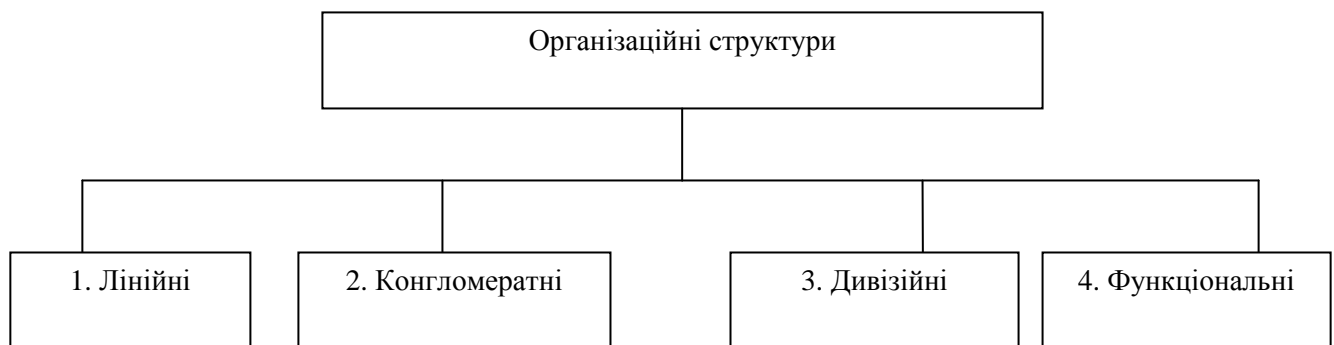 Організаційні структури
1. Лінійні
2. Конгломератні
3. Дивізійні
4. Функціональні